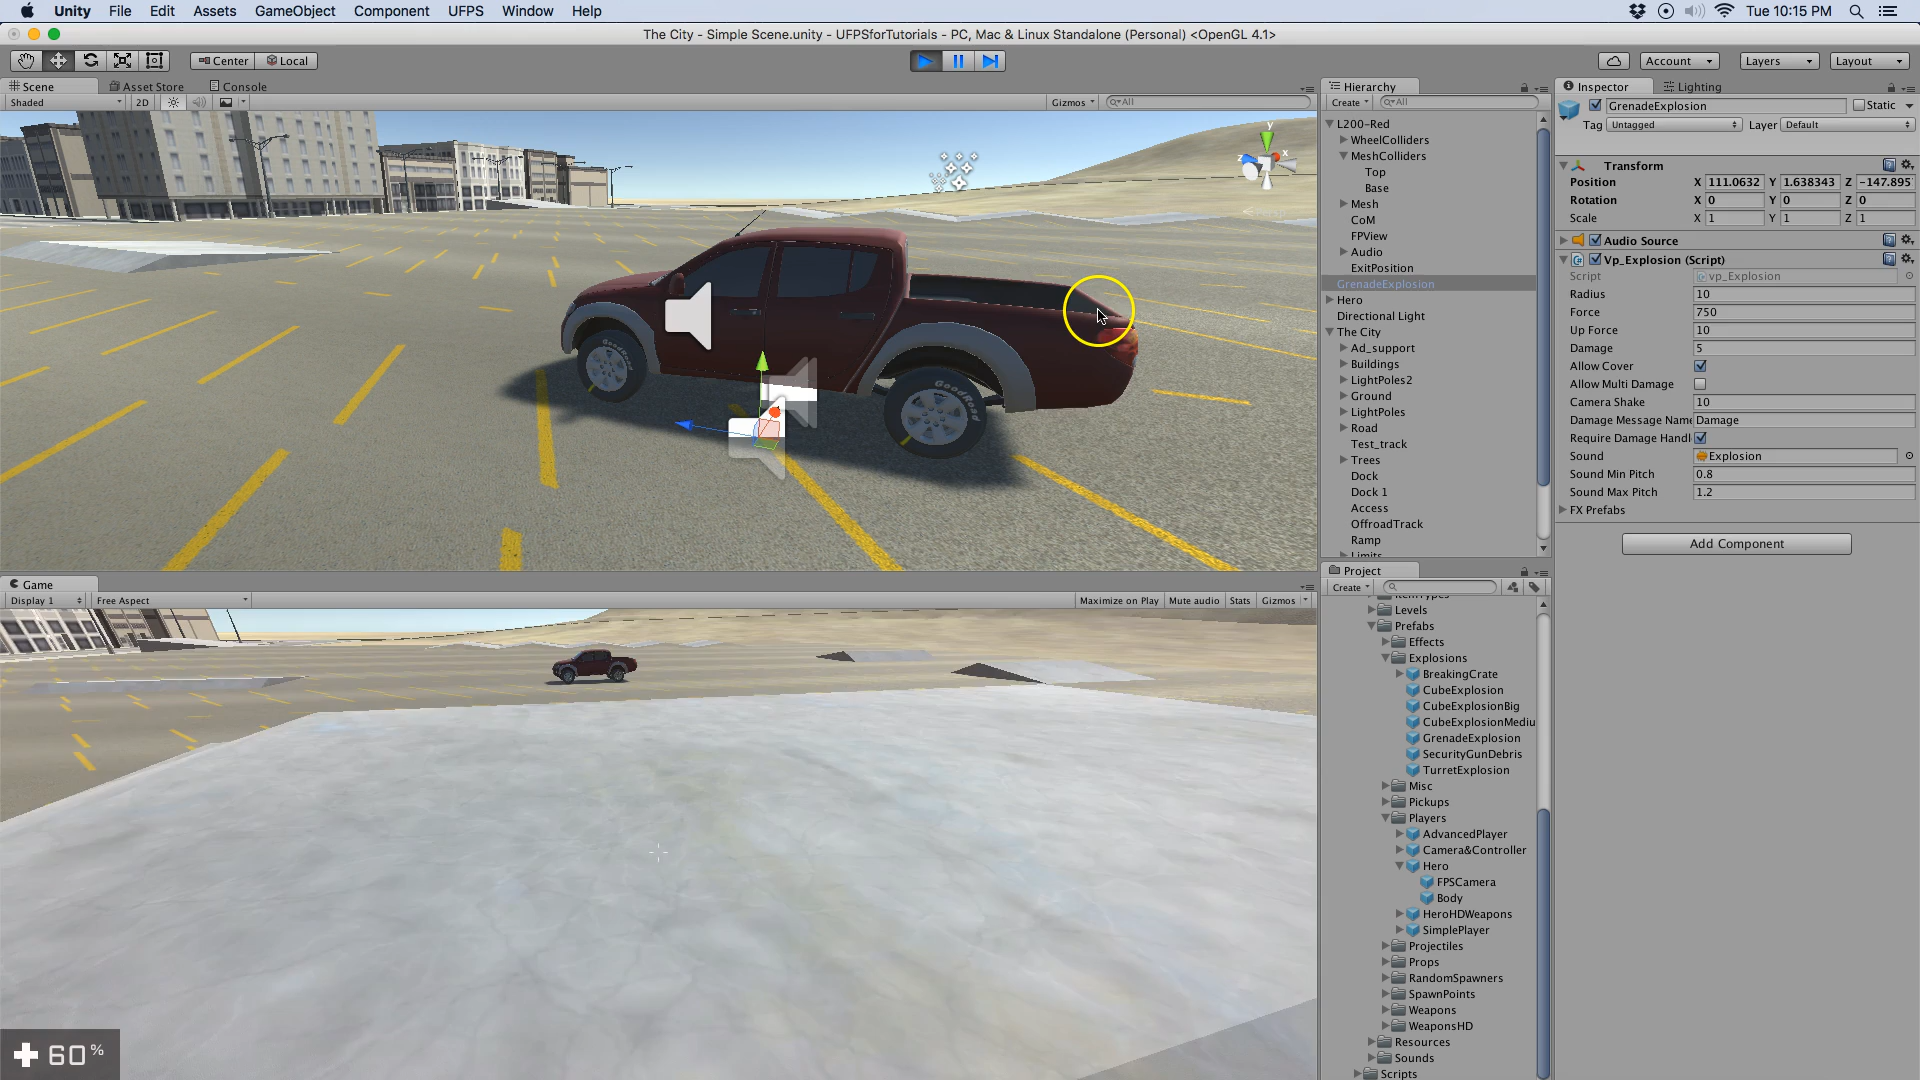 Unity File Edit Assets GameObject Component UFPS Window Help Tue 10:15 PM
The City - Simple Scene.unity - UFPSforTutorials - PC, Mac & Linux Standalone (Personal) <OpenGL 4.1>
Center Local Account Layers Layout
Scene Asset Store Console
Shaded 2D Gizmos All
y
x
z
Persp
GoodRoad
GoodRoad
Game
Display 1 Free Aspect Maximize on Play Mute audio Stats Gizmos
60%
Hierarchy
Create All
L200-Red
WheelColliders
MeshColliders
Top
Base
Mesh
CoM
FPView
Audio
ExitPosition
GrenadeExplosion
Hero
Directional Light
The City
Ad_support
Buildings
LightPoles2
Ground
LightPoles
Road
Test_track
Trees
Dock
Dock 1
Access
OffroadTrack
Ramp
Limits
Project
Create
ItemTypes
Levels
Prefabs
Effects
Explosions
BreakingCrate
CubeExplosion
CubeExplosionBig
CubeExplosionMediu
GrenadeExplosion
SecurityGunDebris
TurretExplosion
Misc
Pickups
Players
AdvancedPlayer
Camera&Controller
Hero
FPSCamera
Body
HeroHDWeapons
SimplePlayer
Projectiles
Props
RandomSpawners
SpawnPoints
Weapons
WeaponsHD
Resources
Sounds
Scripts
Inspector Lighting
GrenadeExplosion Static
Tag Untagged Layer Default
Transform
Position X 111.0632 Y 1.638343 Z -147.895
Rotation X 0 Y 0 Z 0
Scale X 1 Y 1 Z 1
Audio Source
Vp_Explosion (Script)
Script vp_Explosion
Radius 10
Force 750
Up Force 10
Damage 5
Allow Cover
Allow Multi Damage
Camera Shake 10
Damage Message Name Damage
Require Damage Handl
Sound Explosion
Sound Min Pitch 0.8
Sound Max Pitch 1.2
FX Prefabs
Add Component